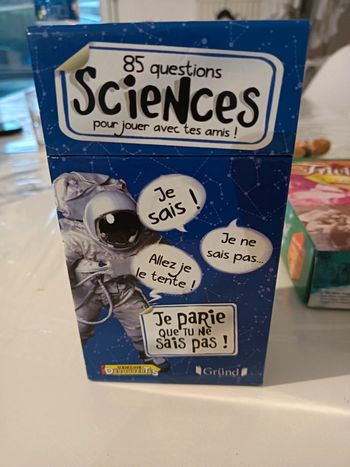 85 questions
Sciences
pour jouer avec tes amis !
Je
sais !
Je ne
sais pas...
Allez je
le tente !
Je parie
que tu ne
sais pas !
Gründ